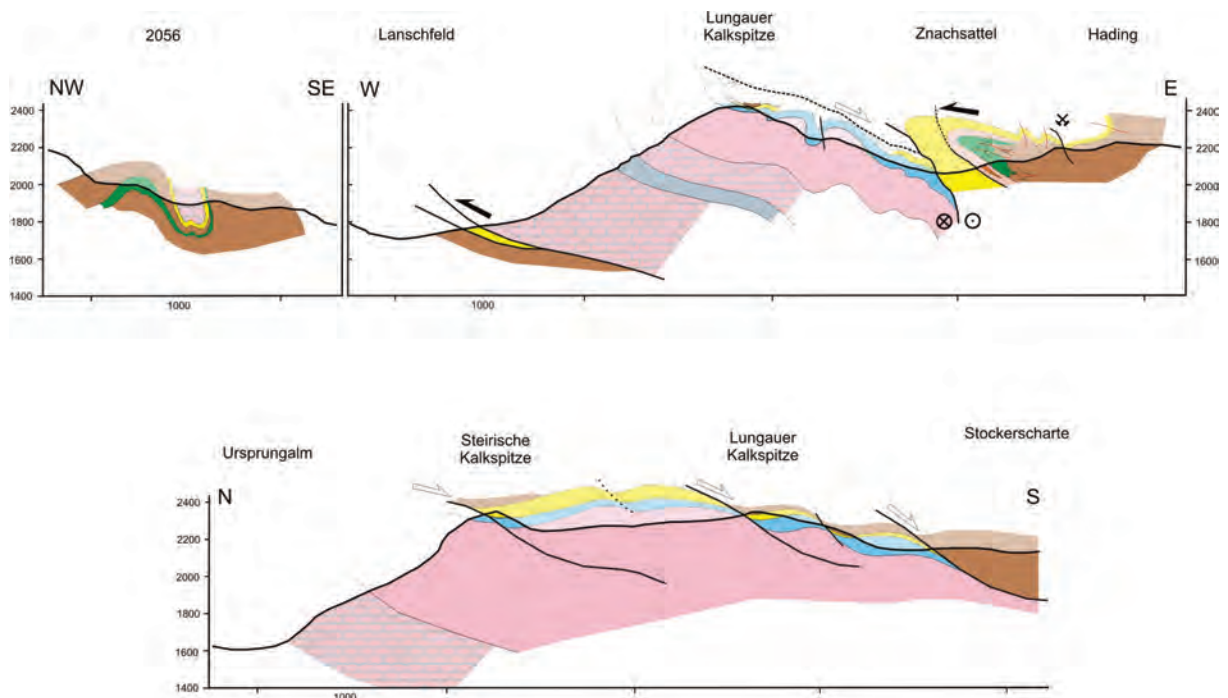 2056
Lanschfeld
Lungauer
Kalkspitze
Znachsattel
Hading
NW
SE
W
E
2400
2200
2000
1800
1600
1400
1000
2400
2200
2000
1800
1600
1000
Ursprungalm
Steirische
Kalkspitze
Lungauer
Kalkspitze
Stockerscharte
N
S
2400
2200
2000
1800
1600
1400
1000